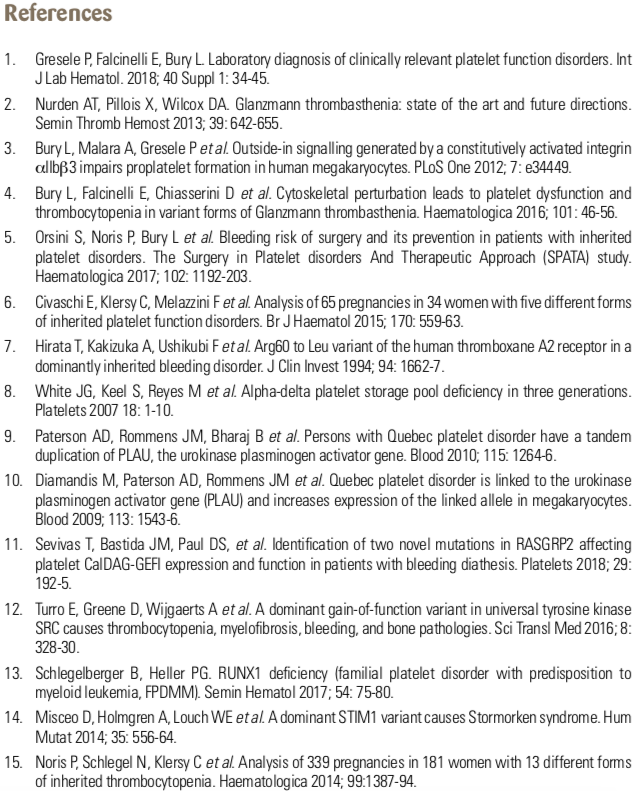 References
1. Gresele P, Falcinelli E, Bury L. Laboratory diagnosis of clinically relevant platelet function disorders. Int
J Lab Hematol. 2018; 40 Suppl 1: 34-45.
2. Nurden AT, Pillois X, Wilcox DA. Glanzmann thrombasthenia: state of the art and future directions.
Semin Thromb Hemost 2013; 39: 642-655.
3. Bury L, Malara A, Gresele P et al. Outside-in signalling generated by a constitutively activated integrin
αIIbβ3 impairs proplatelet formation in human megakaryocytes. PLoS One 2012; 7: e34449.
4. Bury L, Falcinelli E, Chiasserini D et al. Cytoskeletal perturbation leads to platelet dysfunction and
thrombocytopenia in variant forms of Glanzmann thrombasthenia. Haematologica 2016; 101: 46-56.
5. Orsini S, Noris P, Bury L et al. Bleeding risk of surgery and its prevention in patients with inherited
platelet disorders. The Surgery in Platelet disorders And Therapeutic Approach (SPATA) study.
Haematologica 2017; 102: 1192-203.
6. Civaschi E, Klersy C, Melazzini F et al. Analysis of 65 pregnancies in 34 women with five different forms
of inherited platelet function disorders. Br J Haematol 2015; 170: 559-63.
7. Hirata T, Kakizuka A, Ushikubi F et al. Arg60 to Leu variant of the human thromboxane A2 receptor in a
dominantly inherited bleeding disorder. J Clin Invest 1994; 94: 1662-7.
8. White JG, Keel S, Reyes M et al. Alpha-delta platelet storage pool deficiency in three generations.
Platelets 2007 18: 1-10.
9. Paterson AD, Rommens JM, Bharaj B et al. Persons with Quebec platelet disorder have a tandem
duplication of PLAU, the urokinase plasminogen activator gene. Blood 2010; 115: 1264-6.
10. Diamandis M, Paterson AD, Rommens JM et al. Quebec platelet disorder is linked to the urokinase
plasminogen activator gene (PLAU) and increases expression of the linked allele in megakaryocytes.
Blood 2009; 113: 1543-6.
11. Sevivas T, Bastida JM, Paul DS, et al. Identification of two novel mutations in RASGRP2 affecting
platelet CalDAG-GEFI expression and function in patients with bleeding diathesis. Platelets 2018; 29:
192-5.
12. Turro E, Greene D, Wijgaerts A et al. A dominant gain-of-function variant in universal tyrosine kinase
SRC causes thrombocytopenia, myelofibrosis, bleeding, and bone pathologies. Sci Transl Med 2016; 8:
328-30.
13. Schlegelberger B, Heller PG. RUNX1 deficiency (familial platelet disorder with predisposition to
myeloid leukemia, FPDMM). Semin Hematol 2017; 54: 75-80.
14. Misceo D, Holmgren A, Louch WE et al. A dominant STIM1 variant causes Stormorken syndrome. Hum
Mutat 2014; 35: 556-64.
15. Noris P, Schlegel N, Klersy C et al. Analysis of 339 pregnancies in 181 women with 13 different forms
of inherited thrombocytopenia. Haematologica 2014; 99:1387-94.